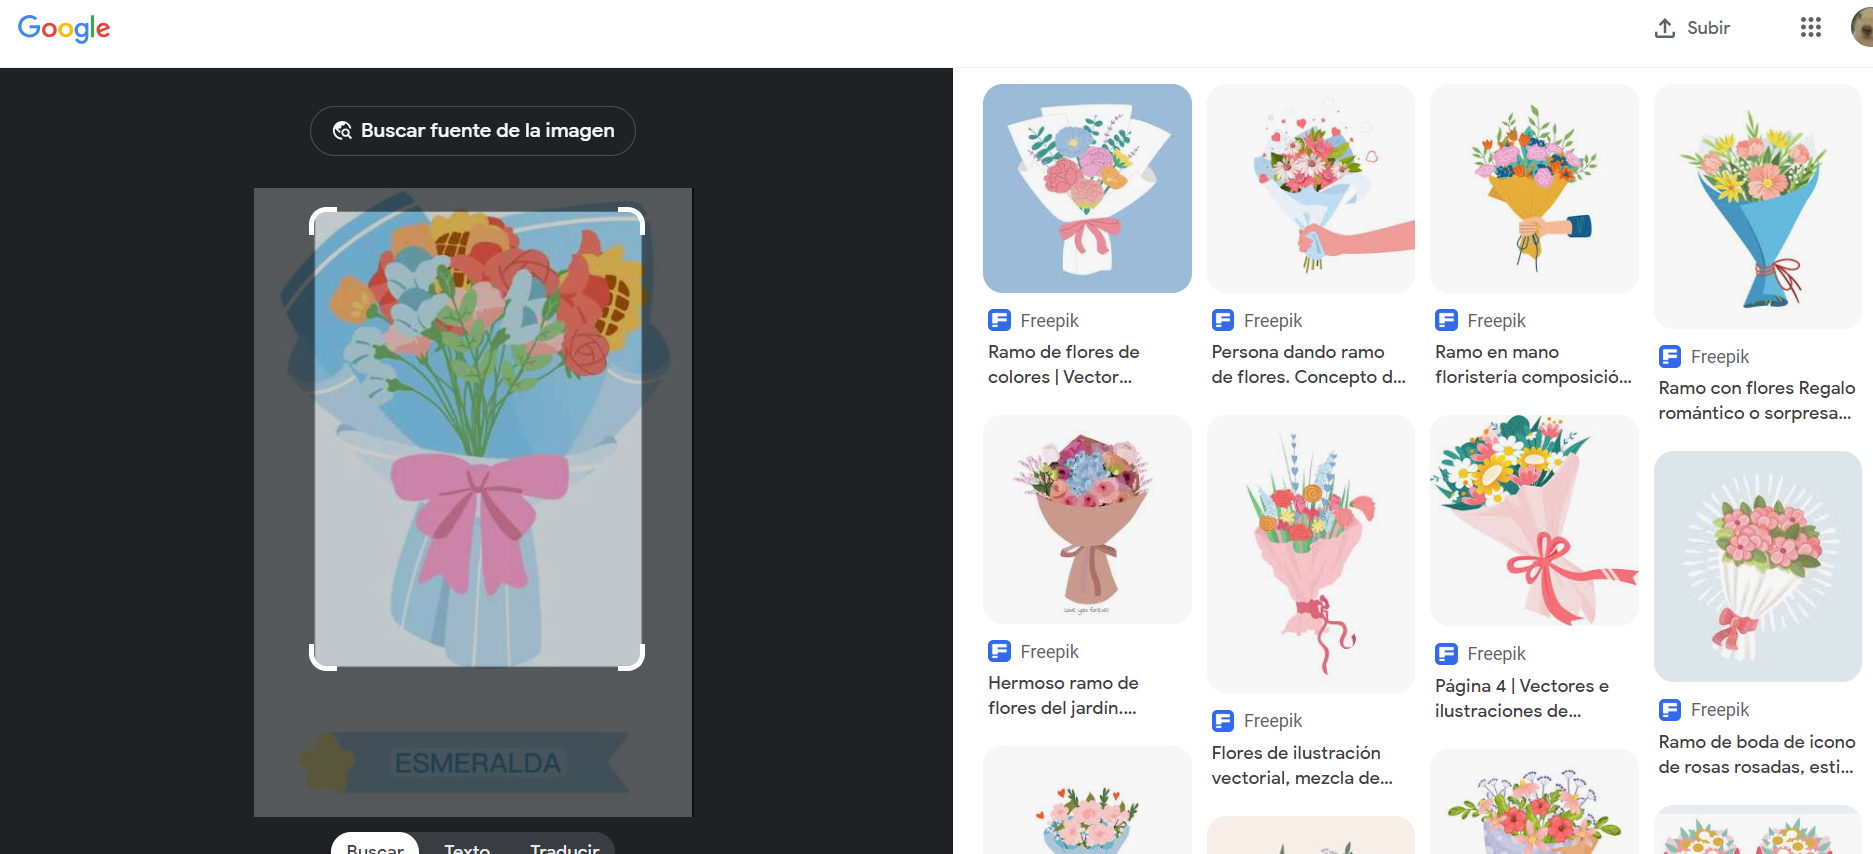 Google
Subir
Buscar fuente de la imagen
ESMERALDA
Buscar
Texto
Traducir
Freepik
Ramo de flores de
colores | Vector...
Freepik
Persona dando ramo
de flores. Concepto d...
Freepik
Ramo en mano
floristería composició...
Freepik
Ramo con flores Regalo
romántico o sorpresa...
love you forever
Freepik
Hermoso ramo de
flores del jardín....
Freepik
Flores de ilustración
vectorial, mezcla de...
Freepik
Página 4 | Vectores e
ilustraciones de...
Freepik
Ramo de boda de icono
de rosas rosadas, esti...